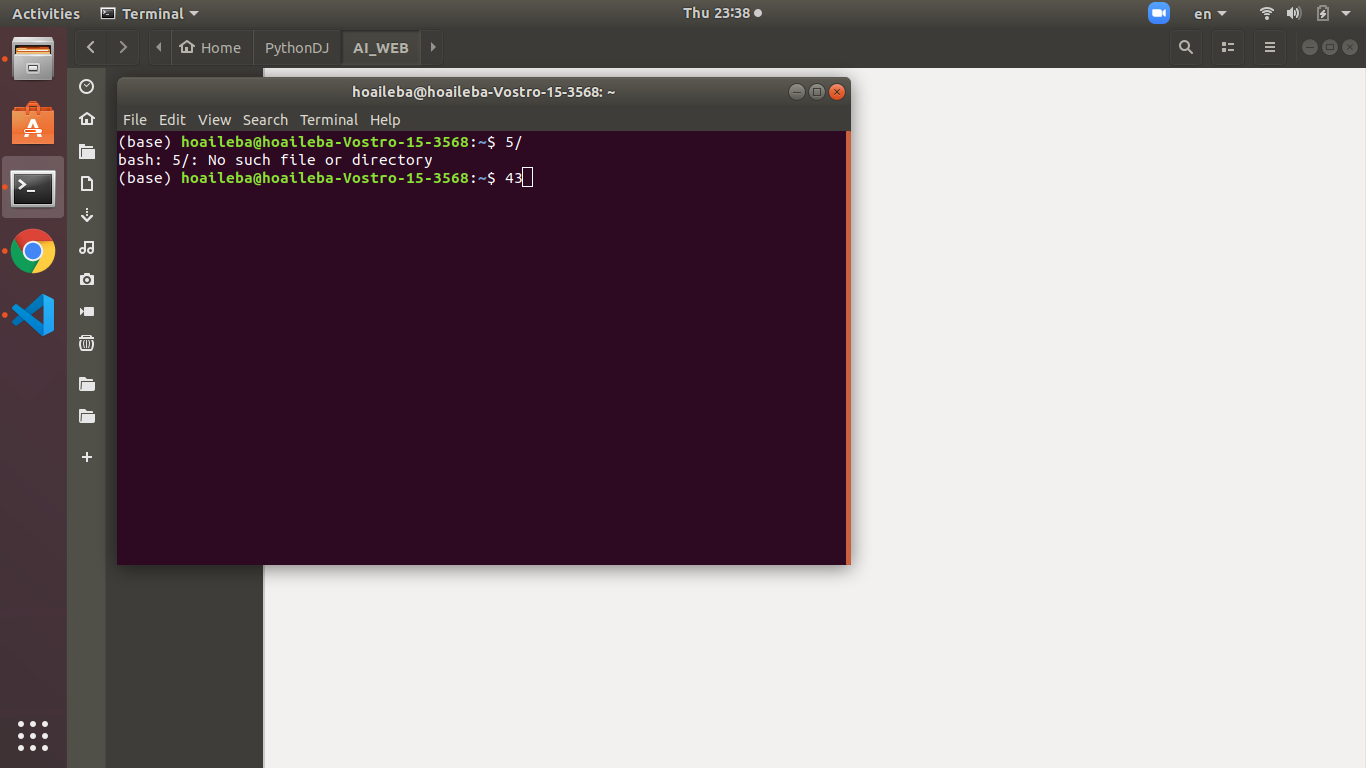 Activities Terminal Thu 23:38 en
Home PythonDJ AI_WEB
hoaileba@hoaileba-Vostro-15-3568: ~
File Edit View Search Terminal Help
(base) hoaileba@hoaileba-Vostro-15-3568:~$ 5/
bash: 5/: No such file or directory
(base) hoaileba@hoaileba-Vostro-15-3568:~$ 43